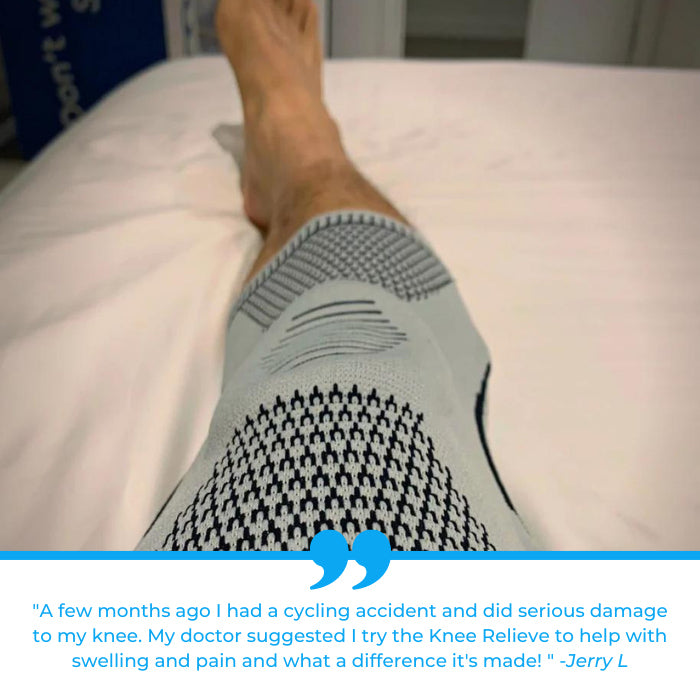 Don't w
"A few months ago I had a cycling accident and did serious damage
to my knee. My doctor suggested I try the Knee Relieve to help with
swelling and pain and what a difference it's made! " -Jerry L